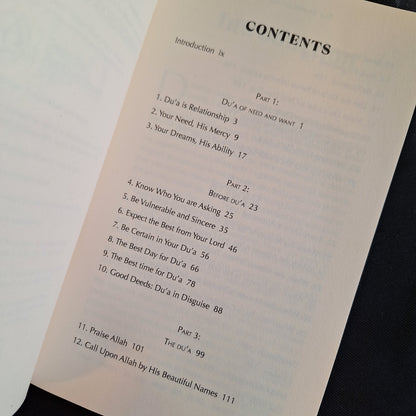 CONTENTS
Introduction ix
PART 1:
DU'A OF NEED AND WANT 1
1. Du'a is Relationship 3
2. Your Need, His Mercy 9
3. Your Dreams, His Ability 17
PART 2:
BEFORE DU'A 23
4. Know Who You are Asking 25
5. Be Vulnerable and Sincere 35
6. Expect the Best from Your Lord 46
7. Be Certain in Your Du'a 56
8. The Best Day for Du'a 66
9. The Best time for Du'a 78
10. Good Deeds: Du'a in Disguise 88
PART 3:
THE DU'A 99
11. Praise Allah 101
12. Call Upon Allah by His Beautiful Names 111